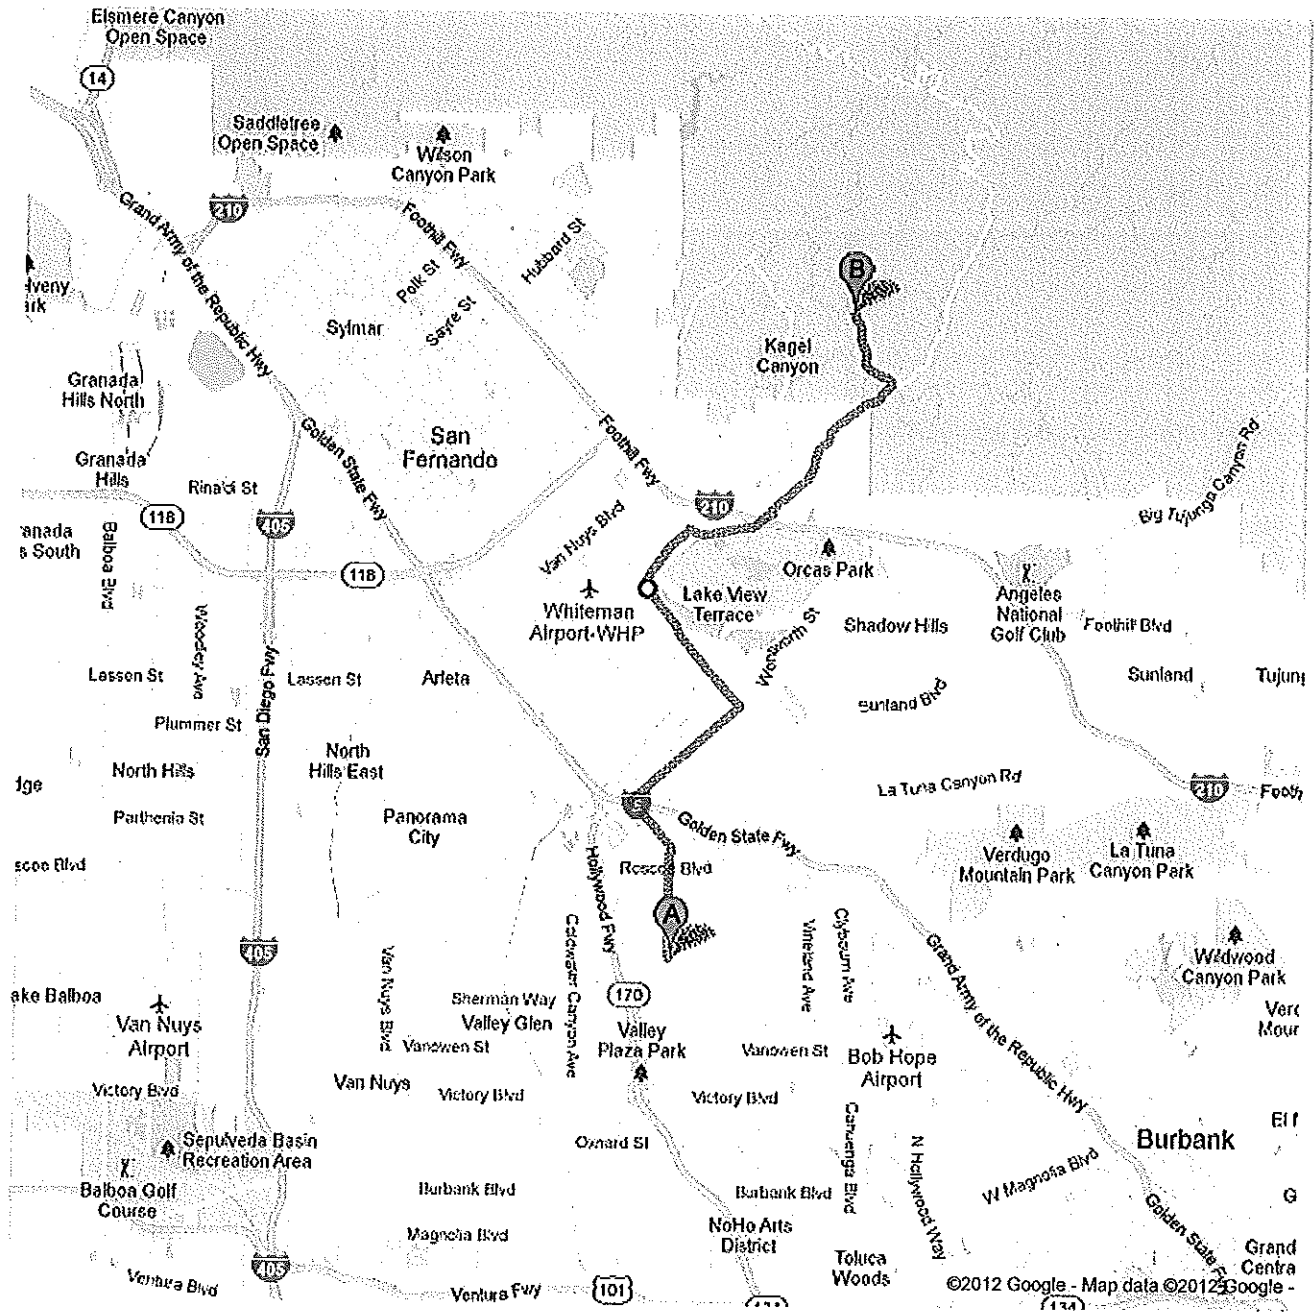 Elsmere Canyon
Open Space
14
Saddletree
Open Space
Wilson
Canyon Park
210
Grand Army of the Republic Hwy
Foothill Fwy
Hubbard St
Polk St
Sayre St
Sylmar
B
Kagel
Canyon
Granada
Hills North
Granada
Hills
Rinaldi St
San
Fernando
Golden State Fwy
Foothill Fwy
210
Big Tujunga Canyon Rd
118
405
Balboa Blvd
118
Van Nuys Blvd
Orcas Park
Whiteman
Airport-WHP
Lake View
Terrace
Wentworth St
Shadow Hills
Angeles
National
Golf Club
Foothill Blvd
Woodley Ave
San Diego Fwy
Lassen St
Lassen St
Arleta
Sunland Blvd
Sunland
Plummer St
North Hills
North
Hills East
La Tuna Canyon Rd
210
Parthenia St
Panorama
City
5
Golden State Fwy
Verdugo
Mountain Park
La Tuna
Canyon Park
Roscoe Blvd
Hollywood Fwy
A
Coldwater Canyon Ave
Vineland Ave
Clybourn Ave
Grand Army of the Republic Hwy
Wildwood
Canyon Park
405
Van Nuys Blvd
ake Balboa
Van Nuys
Airport
Sherman Way
Valley Glen
170
Valley
Plaza Park
Vanowen St
Vanowen St
Bob Hope
Airport
Victory Blvd
Van Nuys
Victory Blvd
Victory Blvd
Cahuenga Blvd
N Hollywood Way
Oxnard St
Burbank
Sepulveda Basin
Recreation Area
Balboa Golf
Course
Burbank Blvd
Burbank Blvd
W Magnolia Blvd
Magnolia Blvd
NoHo Arts
District
Toluca
Woods
Golden State F
Grand
Centra
405
Ventura Blvd
Ventura Fwy
101
134
©2012 Google - Map data ©2012 Google -